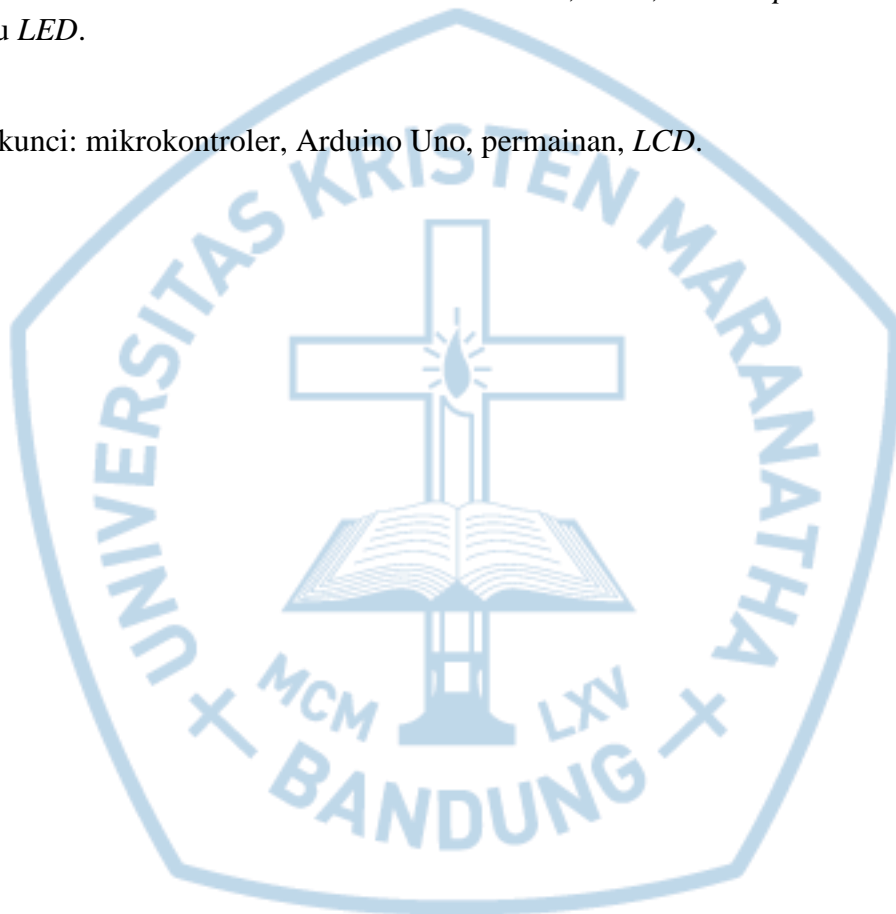 u LED.
kunci: mikrokontroler, Arduino Uno, permainan, LCD.
UNIVERSITAS KRISTEN MARANATHA
MCM LXV
BANDUNG